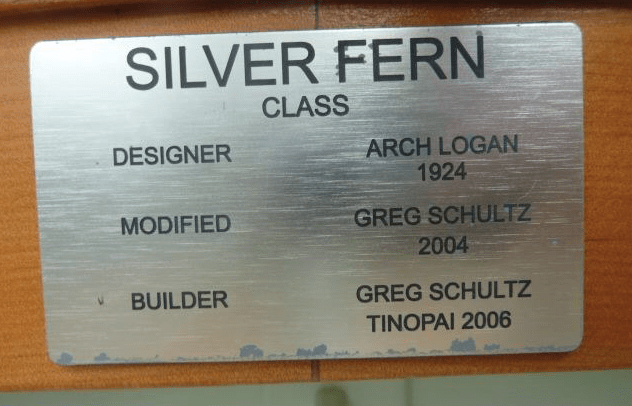 SILVER FERN
CLASS
DESIGNER ARCH LOGAN
1924
MODIFIED GREG SCHULTZ
2004
BUILDER GREG SCHULTZ
TINOPAI 2006